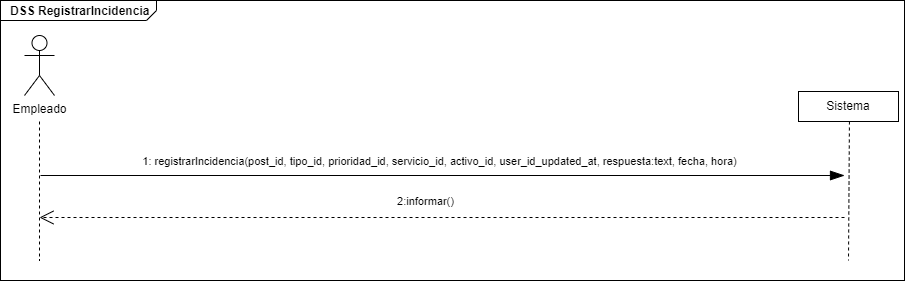 DSS RegistrarIncidencia
Empleado
Sistema
1: registrarIncidencia(post_id, tipo_id, prioridad_id, servicio_id, activo_id, user_id_updated_at, respuesta:text, fecha, hora)
2:informar()